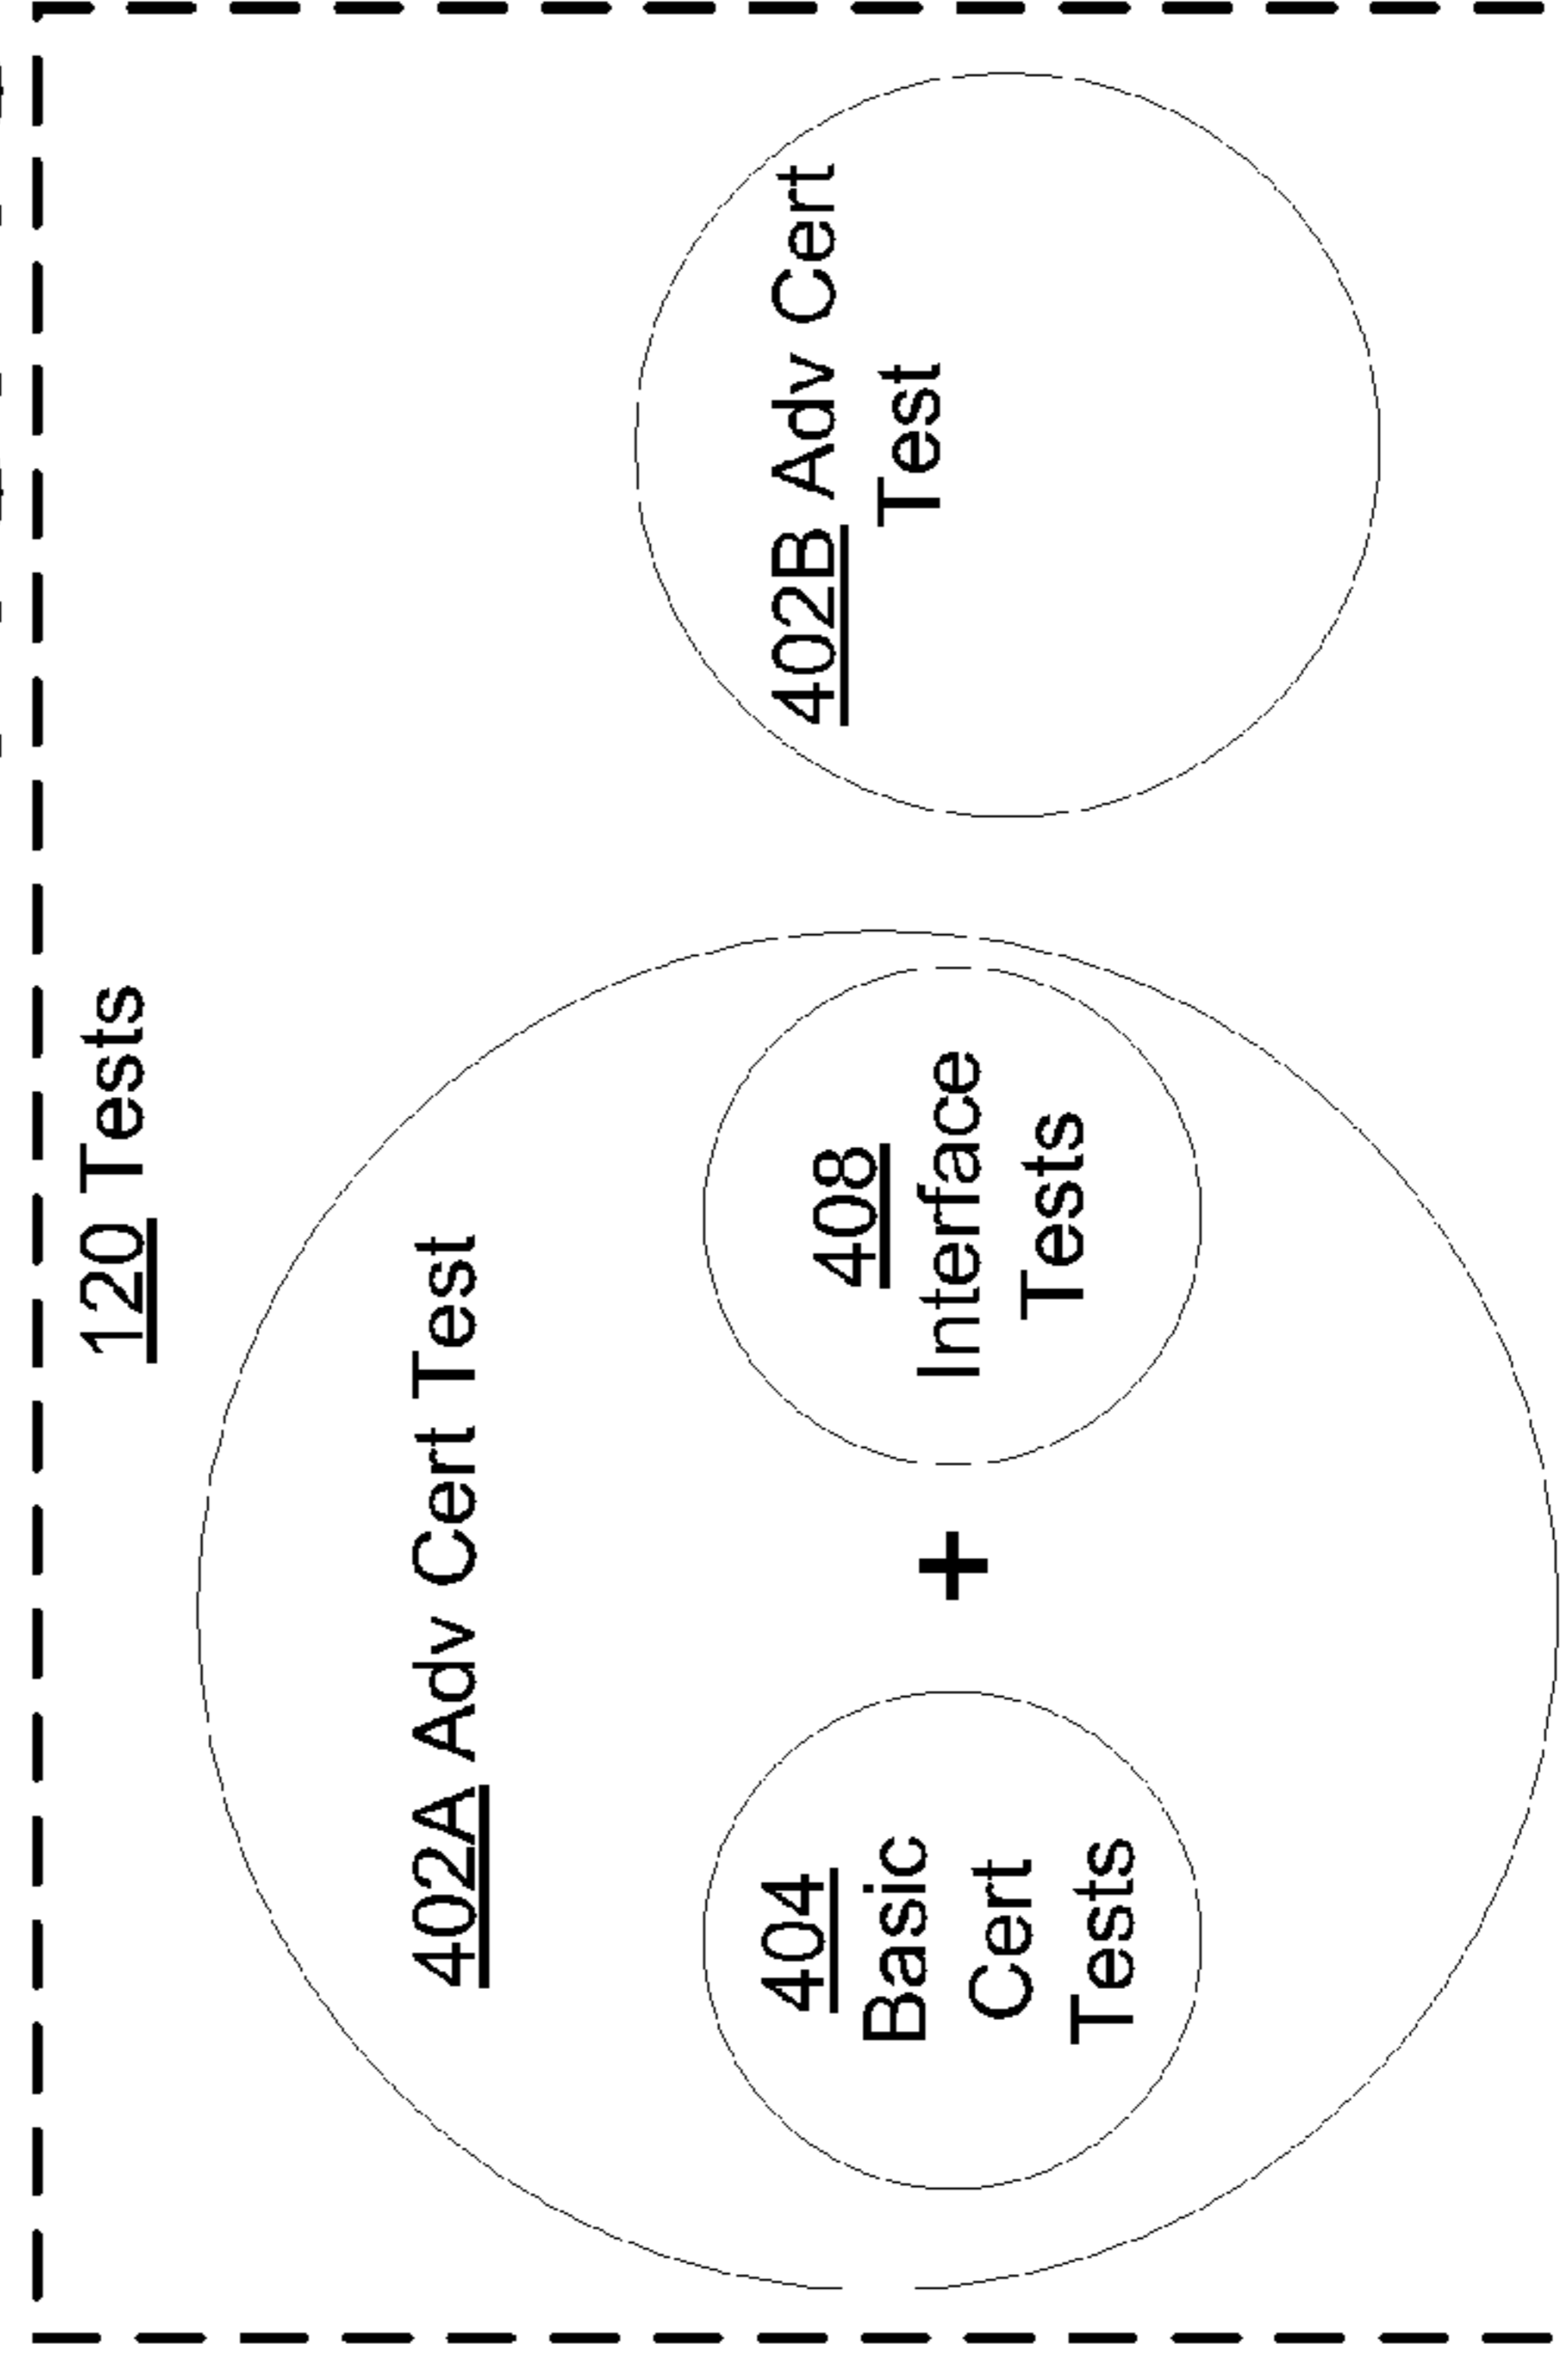 120 Tests
402A Adv Cert Test
404
Basic
Cert
Tests
+
408
Interface
Tests
402B Adv Cert
Test